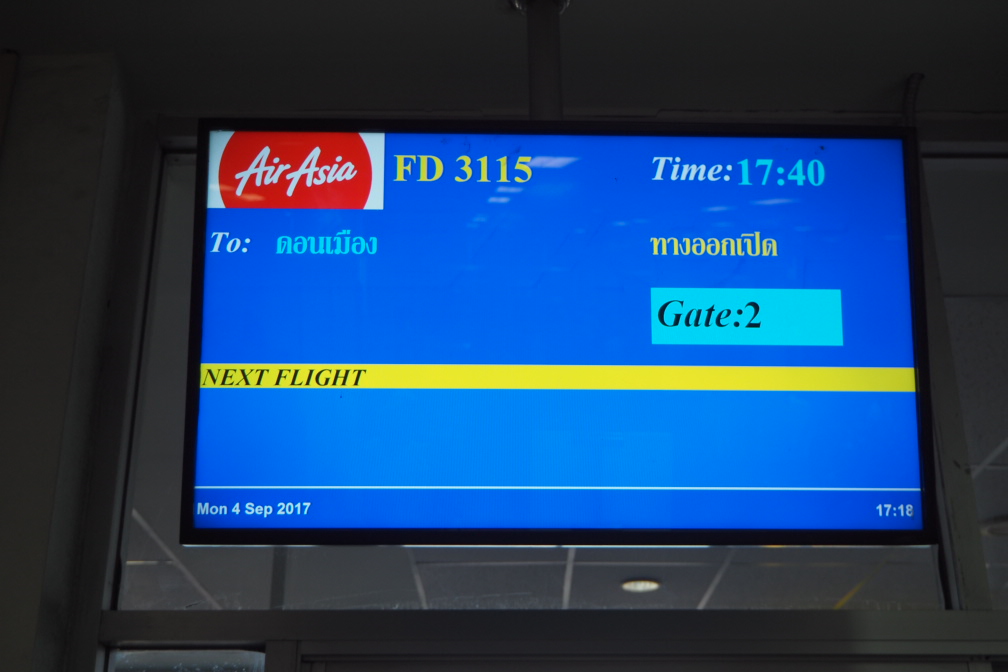 AirAsia FD 3115 Time: 17:40
To: ดอนเมือง ทางออกเปิด
Gate:2
NEXT FLIGHT
Mon 4 Sep 2017 17:18